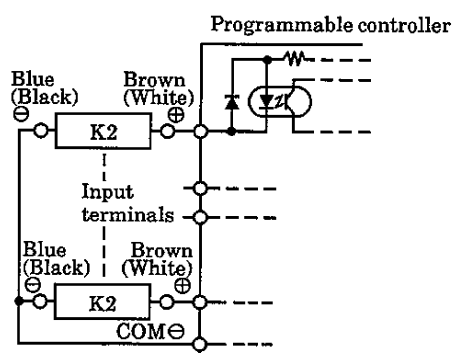 Programmable controller
Blue
(Black)
⊖
Brown
(White)
⊕
K2
Input
terminals
Blue
(Black)
⊖
Brown
(White)
⊕
K2
COM⊖